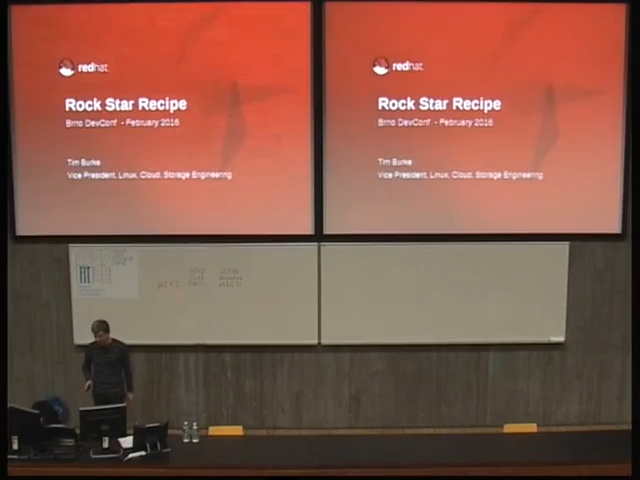 redhat.
Rock Star Recipe
Brno DevConf - February 2016
Tim Burke
Vice President, Linux, Cloud, Storage Engineering
redhat.
Rock Star Recipe
Brno DevConf - February 2016
Tim Burke
Vice President, Linux, Cloud, Storage Engineering